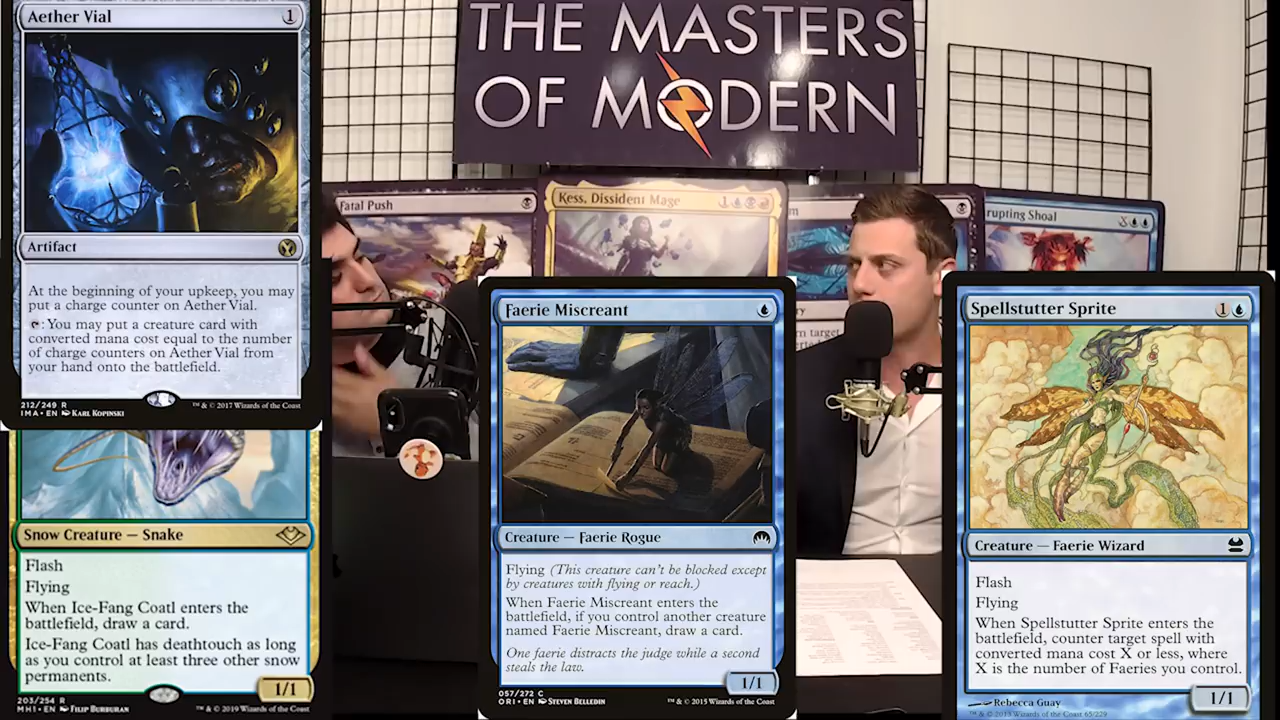 THE MASTERS
OF MODERN
Aether Vial 1
Artifact
At the beginning of your upkeep, you may
put a charge counter on Aether Vial.
: You may put a creature card with
converted mana cost equal to the number
of charge counters on Aether Vial from
your hand onto the battlefield.
212/249 R
IMA • EN KARL KOPINSKI
™ & © 2017 Wizards of the Coast
Snow Creature — Snake
Flash
Flying
When Ice-Fang Coatl enters the
battlefield, draw a card.
Ice-Fang Coatl has deathtouch as long
as you control at least three other snow
permanents.
1/1
203/254 R
MH1 • EN FILIP BURBURAN
™ & © 2019 Wizards of the Coast
Fatal Push
Kess, Dissident Mage 1
rupting Shoal X
Faerie Miscreant
Creature — Faerie Rogue
Flying (This creature can't be blocked except
by creatures with flying or reach.)
When Faerie Miscreant enters the
battlefield, if you control another creature
named Faerie Miscreant, draw a card.
One faerie distracts the judge while a second
steals the law.
1/1
057/272 C
ORI • EN STEVEN BELLEDIN
™ & © 2015 Wizards of the Coast
Spellstutter Sprite 1
Creature — Faerie Wizard
Flash
Flying
When Spellstutter Sprite enters the
battlefield, counter target spell with
converted mana cost X or less, where
X is the number of Faeries you control.
Rebecca Guay
™ & © 2013 Wizards of the Coast 65/229
1/1